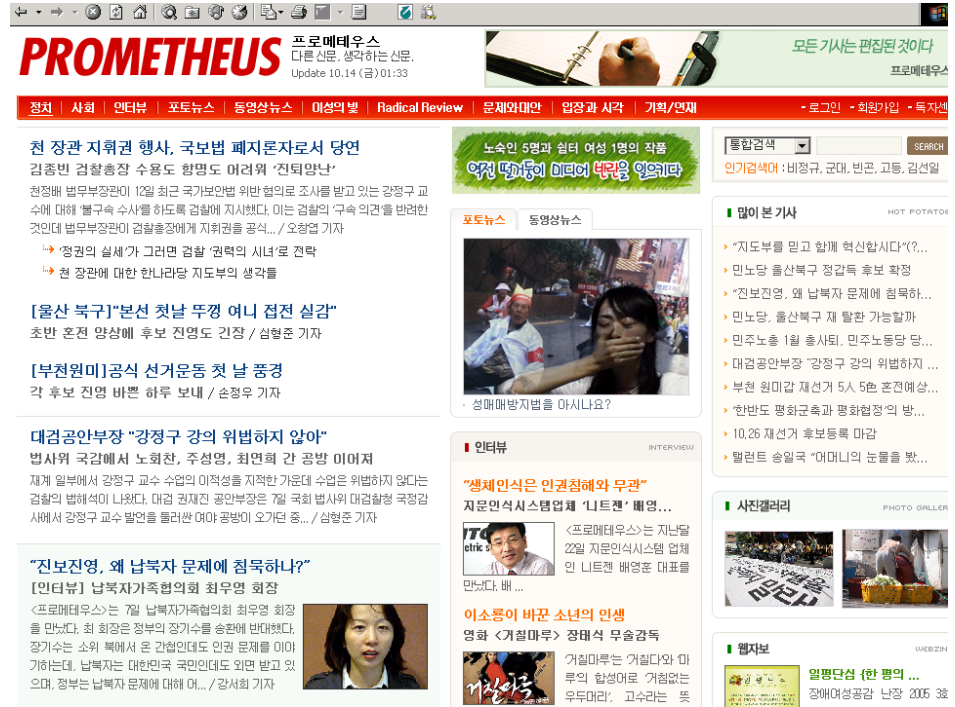 PROMETHEUS
프로메테우스
다른신문, 생각하는신문.
Update 10.14 (금) 01:33
모든 기사는 편집된 것이다
프로메테우스
정치 | 사회 | 인터뷰 | 포토뉴스 | 동영상뉴스 | 이성의 빛 | Radical Review | 문제와대안 | 입장과 시각 | 기획/연재
- 로그인 - 회원가입 - 독자센
천 장관 지휘권 행사, 국보법 폐지론자로서 당연
김종빈 검찰총장 수용도 항명도 어려워 '진퇴양난'
천정배 법무부장관이 12일 최근 국가보안법 위반 혐의로 조사를 받고 있는 강정구 교
수에 대해 '불구속 수사'를 하도록 검찰에 지시했다. 이는 검찰의 '구속 의견'을 반려한
것인데 법무부장관이 검찰총장에게 지휘권을 공식... / 오창엽 기자
'정권의 실세'가 그러면 검찰 '권력의 시녀'로 전락
천 장관에 대한 한나라당 지도부의 생각들
[울산 북구]"본선 첫날 뚜껑 여니 접전 실감"
초반 혼전 양상에 후보 진영도 긴장 / 심형준 기자
[부천원미]공식 선거운동 첫 날 풍경
각 후보 진영 바쁜 하루 보내 / 손정우 기자
대검공안부장 "강정구 강의 위법하지 않아"
법사위 국감에서 노회찬, 주성영, 최연희 간 공방 이어져
재계 일부에서 강정구 교수 수업의 이적성을 지적한 가운데 수업은 위법하지 않다는
검찰의 법해석이 나왔다. 대검 권재진 공안부장은 7일 국회 법사위 대검찰청 국정감
사에서 강정구 교수 발언을 둘러싼 여야 공방이 오가던 중... / 심형준 기자
"진보진영, 왜 납북자 문제에 침묵하나?"
[인터뷰] 납북자가족협의회 최우영 회장
<프로메테우스>는 7일 납북자가족협의회 최우영 회장
을 만났다. 최 회장은 정부의 장기수를 송환에 반대했다.
장기수는 소위 북에서 온 간첩인데도 인권 문제를 이야
기하는데, 납북자는 대한민국 국민인데도 외면 받고 있
으며, 정부는 납북자 문제에 대해 어... / 강서희 기자
노숙인 5명과 쉼터 여성 1명의 작품
역전 떨거둥이 미디어 반란을 일으키다
포토뉴스 동영상뉴스
· 성매매방지법을 아시나요?
인터뷰
INTERVIEW
"생체인식은 인권침해와 무관"
지문인식시스템업체 '니트젠' 배영...
<프로메테우스>는 지난달
22일 지문인식시스템 업체
인 니트젠 배영훈 대표를
만났다. 배 ...
이소룡이 바꾼 소년의 인생
영화 <거칠마루> 장태식 무술감독
'거칠마루'는 '거칠다'와 '마
루'의 합성어로 '거침없는
우두머리', 고수라는 뜻
거칠마루
통합검색
SEARCH
인기검색어 : 비정규, 군대, 빈곤, 고등, 김선일
많이 본 기사
HOT POTATOE
"지도부를 믿고 함께 혁신합시다"(?...
민노당 울산북구 정갑득 후보 확정
"진보진영, 왜 납북자 문제에 침묵하...
민노당, 울산북구 재 탈환 가능할까
민주노총 1월 총사퇴, 민주노동당 당...
대검공안부장 "강정구 강의 위법하지 ...
부천 원미갑 재선거 5人 5色 혼전예상...
'한반도 평화군축과 평화협정'의 방...
10.26 재선거 후보등록 마감
탤런트 송일국 "어머니의 눈물을 봤...
사진갤러리
PHOTO GALLER
웹자보
WEBZIN
일평단심 {한 평의 ...
장애여성공감 난장 2005 3회